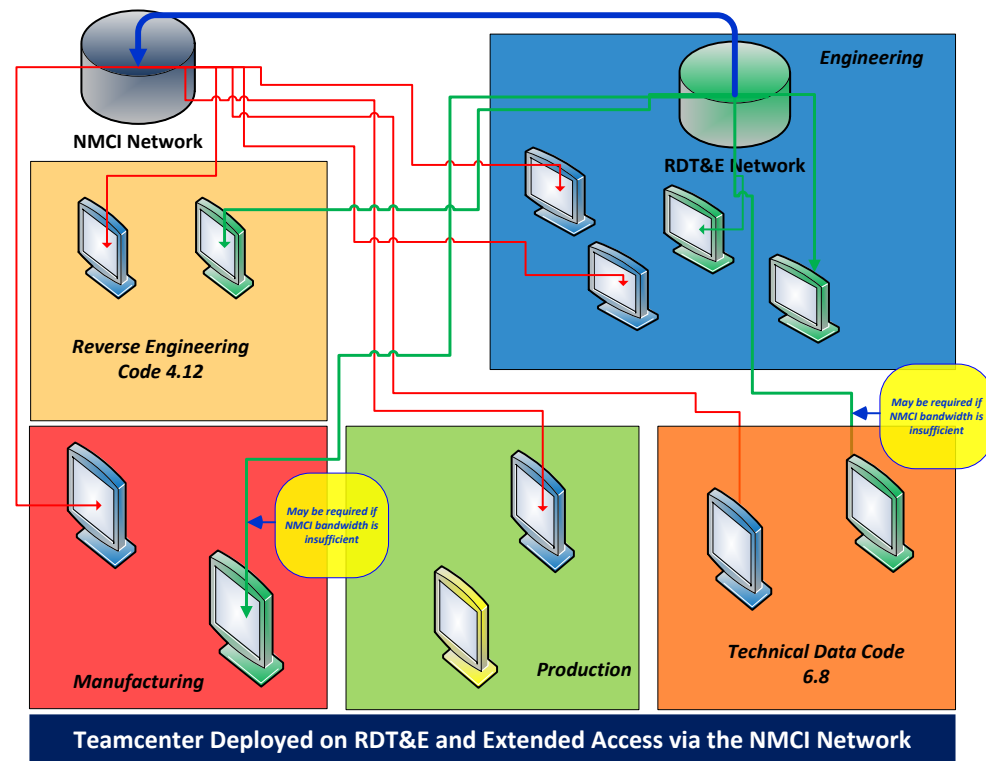 Engineering
NMCI Network
RDT&E Network
Reverse Engineering
Code 4.12
May be required if
NMCI bandwidth is
insufficient
May be required if
NMCI bandwidth is
insufficient
Technical Data Code
6.8
Production
Manufacturing
Teamcenter Deployed on RDT&E and Extended Access via the NMCI Network